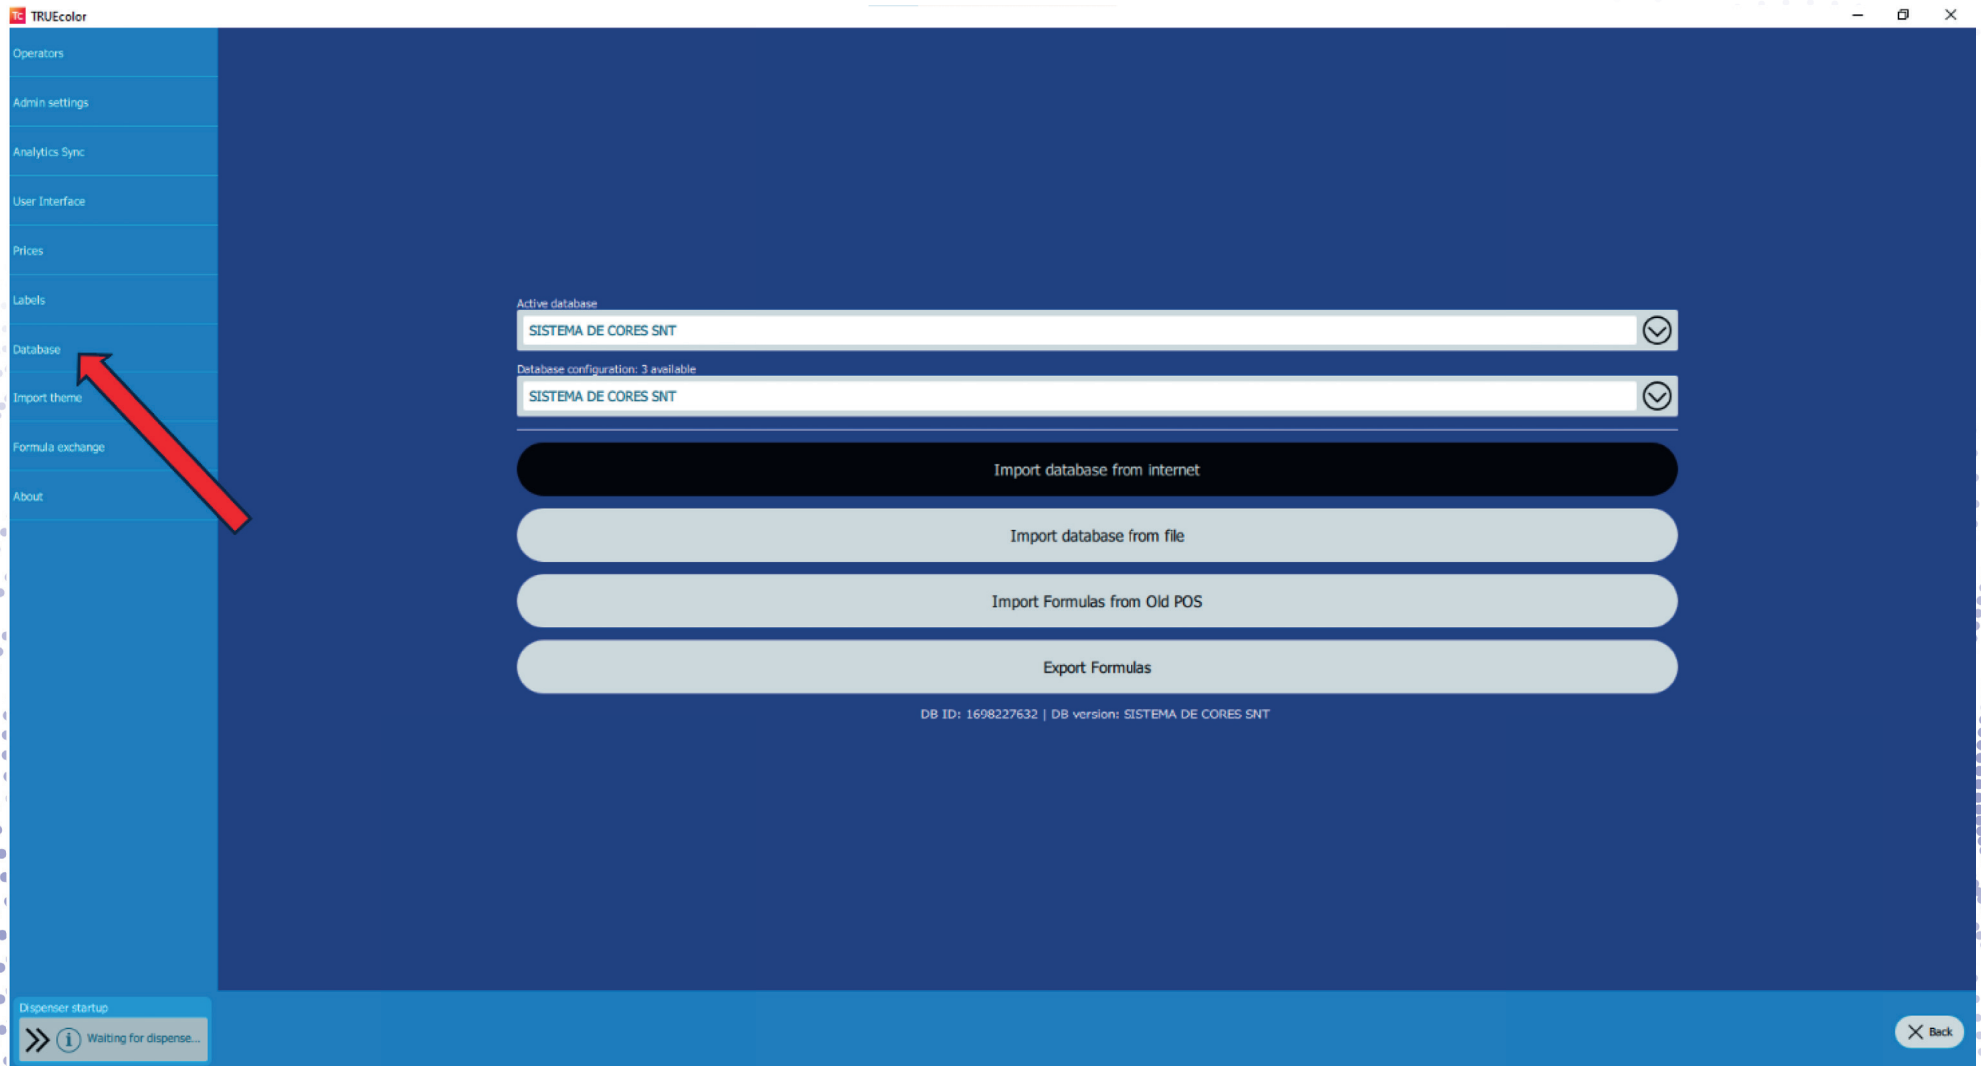 Tc TRUEcolor
Operators
Admin settings
Analytics Sync
User Interface
Prices
Labels
Database
Import theme
Formula exchange
About
Active database
SISTEMA DE CORES SNT
Database configuration: 3 available
SISTEMA DE CORES SNT
Import database from internet
Import database from file
Import Formulas from Old POS
Export Formulas
DB ID: 1698227632 | DB version: SISTEMA DE CORES SNT
Dispenser startup
Waiting for dispense...
Back